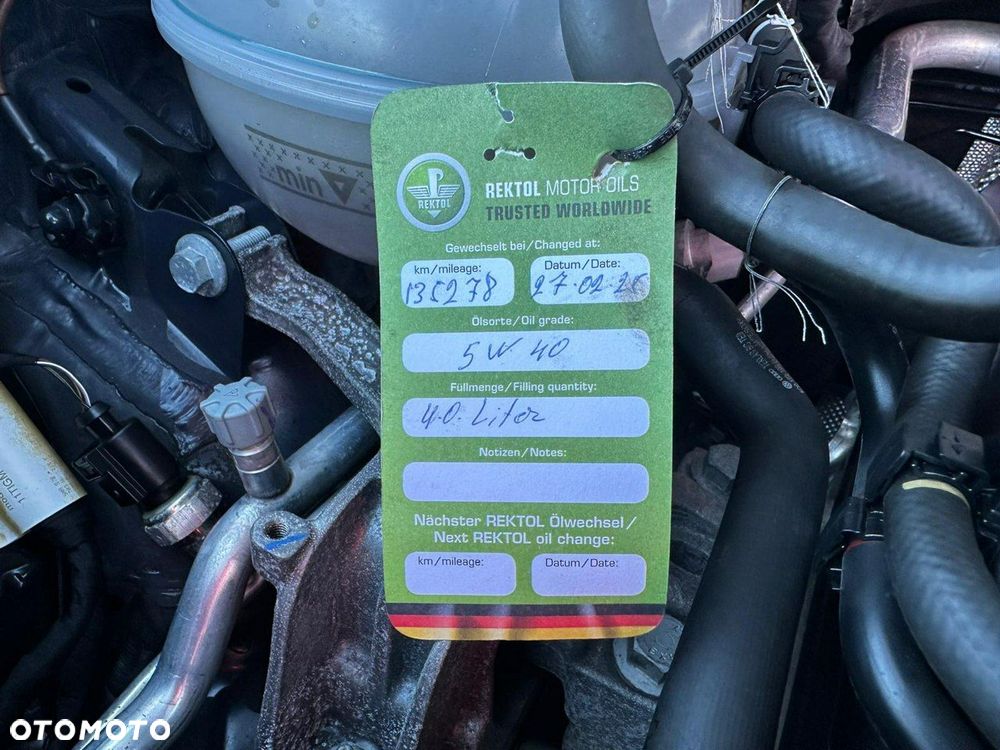 min
P
REKTOL
REKTOL MOTOR OILS
TRUSTED WORLDWIDE
Gewechselt bei/Changed at:
km/mileage:
135278
Datum/Date:
27.02.25
Ölsorte/Oil grade:
5W 40
Füllmenge/Filling quantity:
4.0. Liter
Notizen/Notes:
Nächster REKTOL Ölwechsel/
Next REKTOL oil change:
km/mileage:
Datum/Date:
OTOMOTO